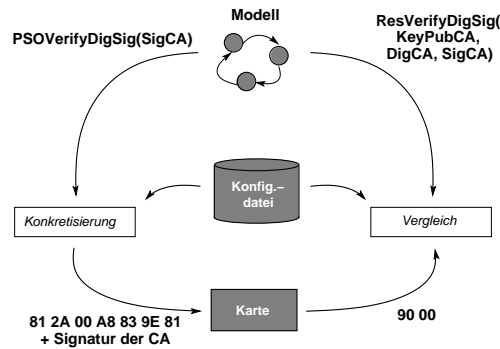 Modell
PSOVerifyDigSig(SigCA)
ResVerifyDigSig(
KeyPubCA,
DigCA, SigCA)
Konfig.–
datei
Konkretisierung
Vergleich
Karte
81 2A 00 A8 83 9E 81
+ Signatur der CA
90 00